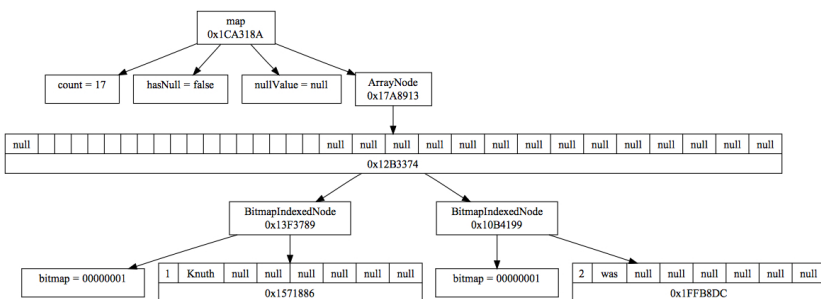 map
0x1CA318A
count = 17
hasNull = false
nullValue = null
ArrayNode
0x17A8913
null null null null null null null null null null null null null null null
0x12B3374
BitmapIndexedNode
0x13F3789
BitmapIndexedNode
0x10B4199
bitmap = 00000001
1 Knuth null null null null null null
0x1571886
bitmap = 00000001
2 was null null null null null null
0x1FFB8DC